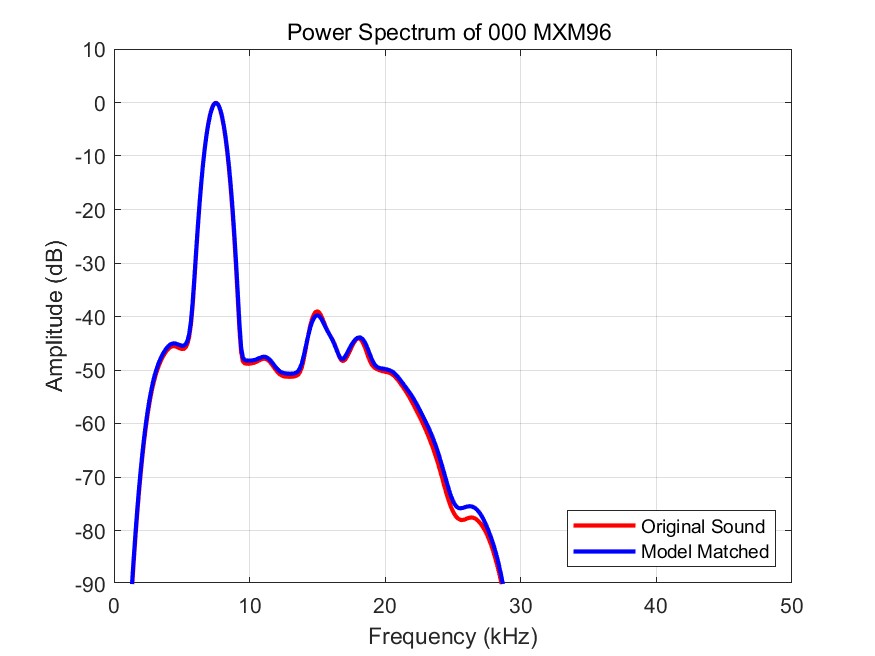 Power Spectrum of 000 MXM96
10
0
-10
-20
-30
-40
-50
-60
-70
-80
-90
Amplitude (dB)
Original Sound
Model Matched
0 10 20 30 40 50
Frequency (kHz)